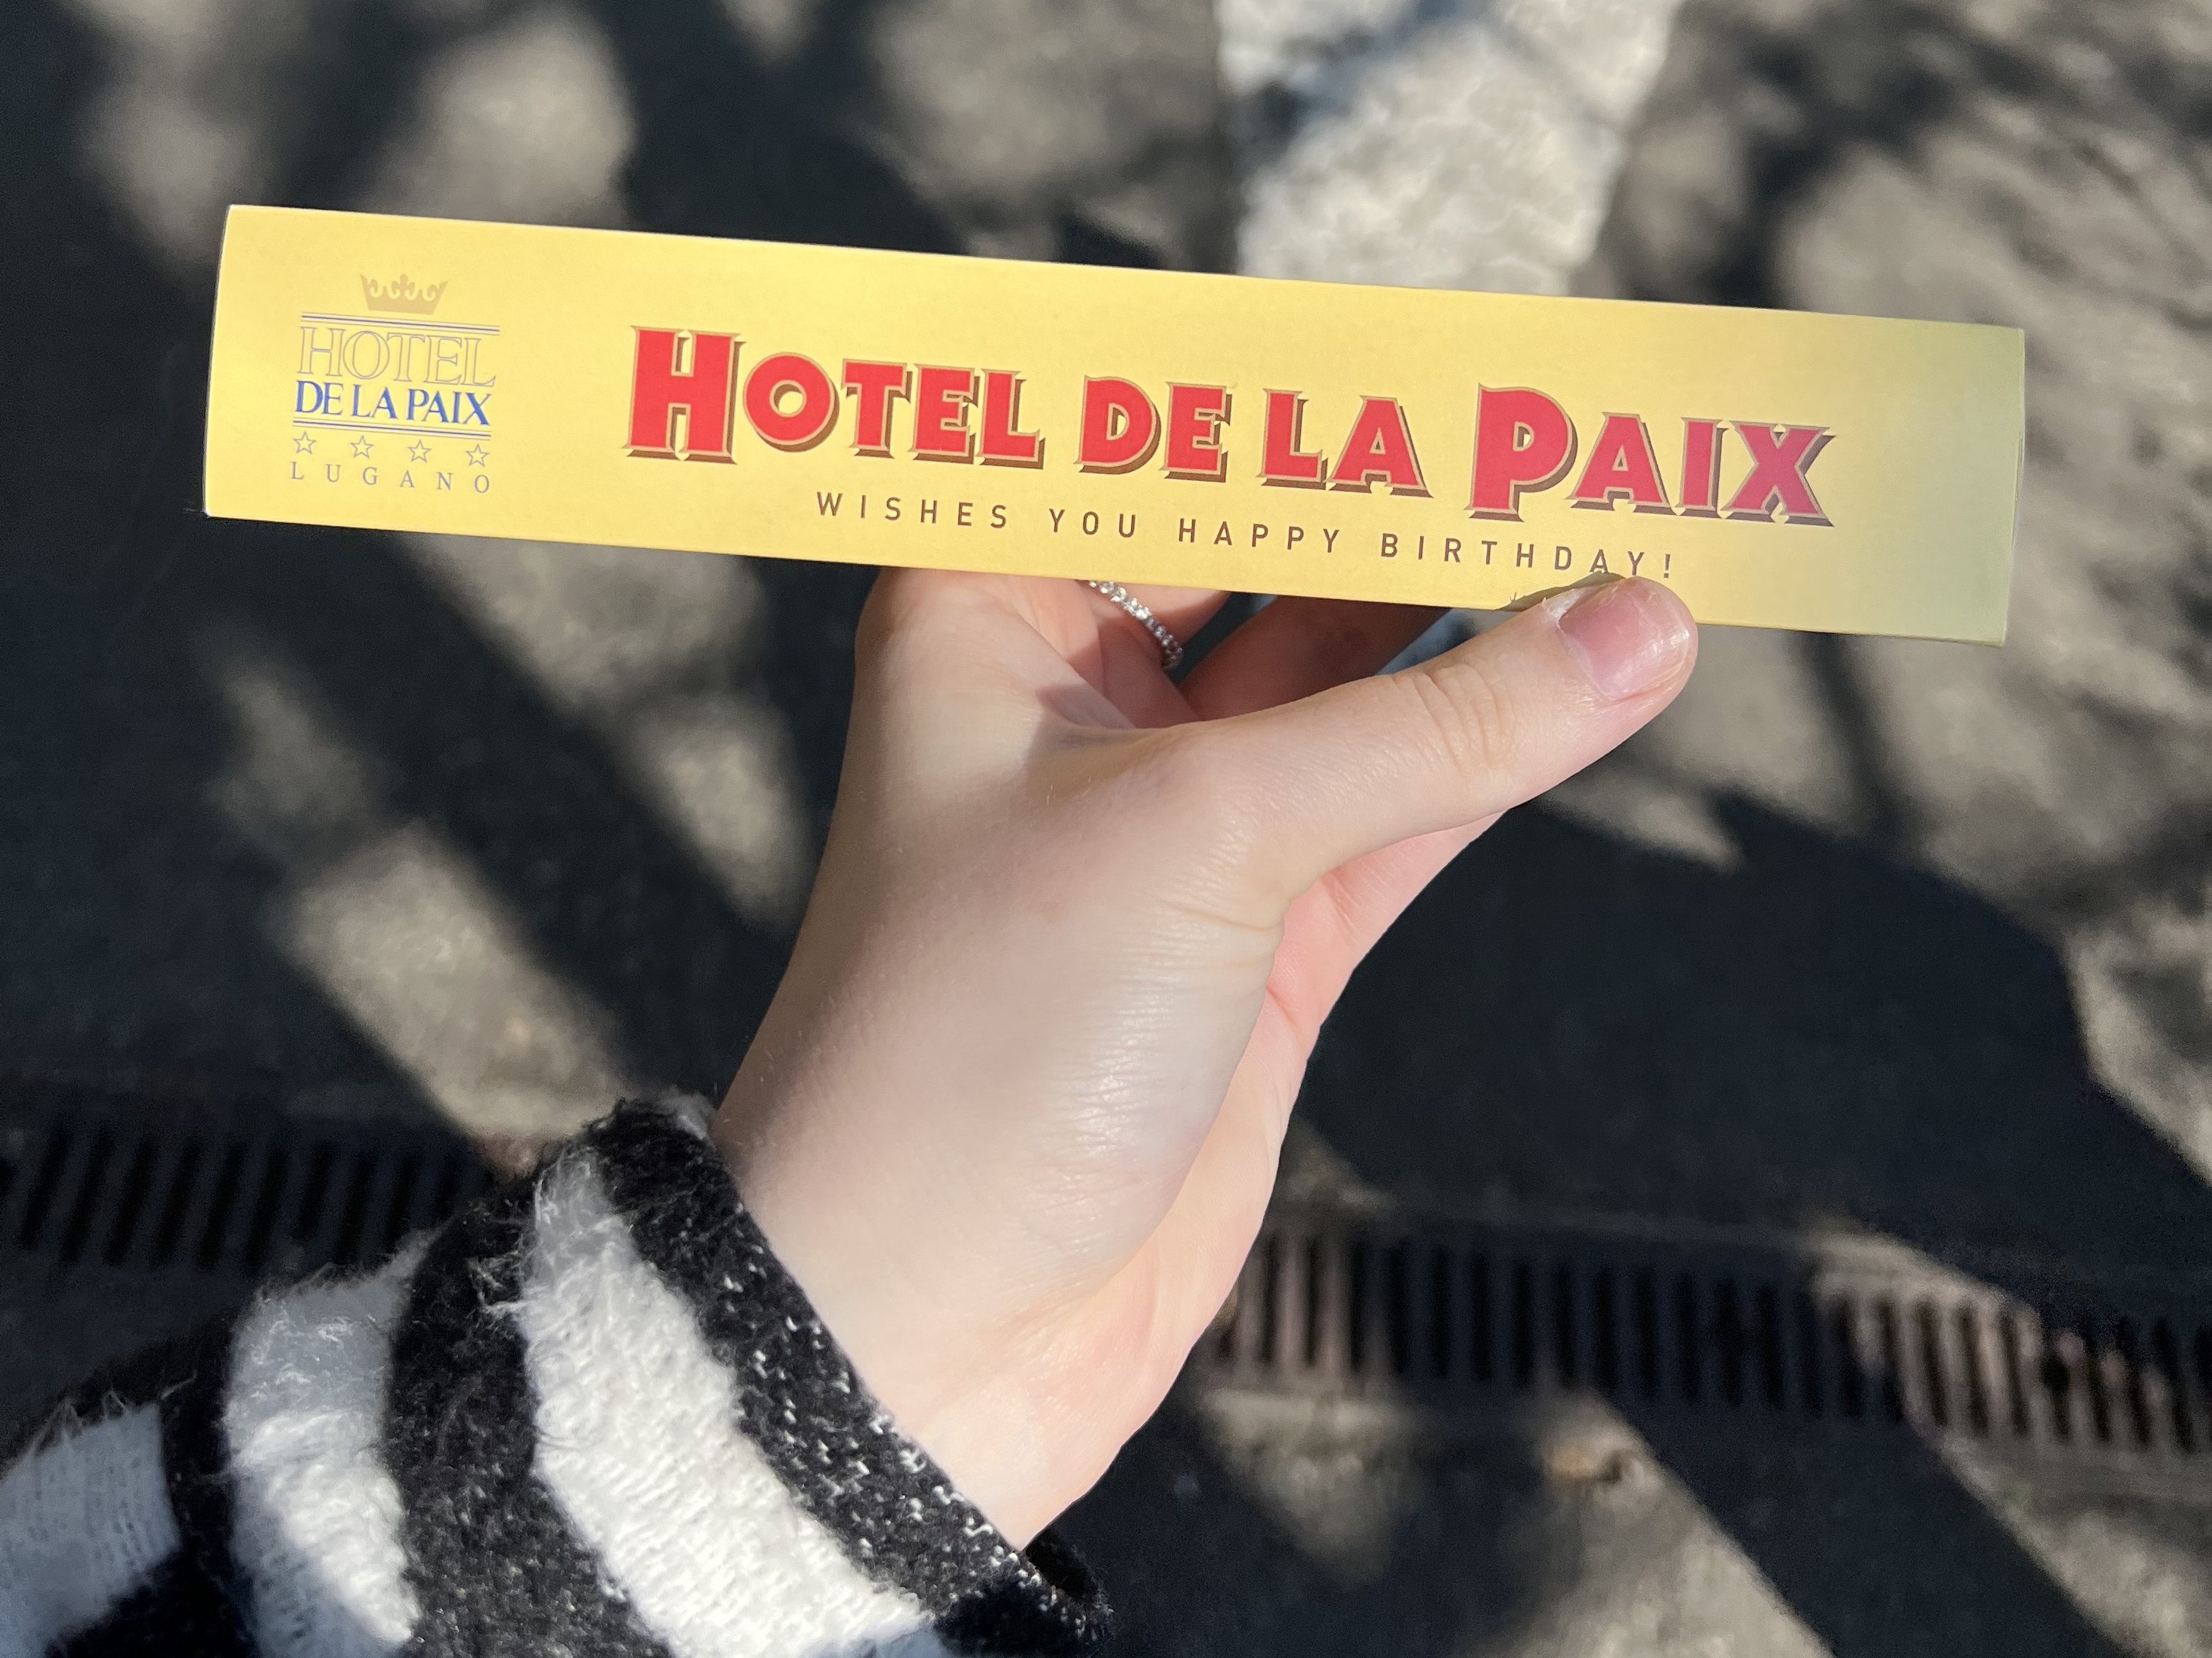 HOTEL
DE LA PAIX
LUGANO
HOTEL DE LA PAIX
WISHES YOU HAPPY BIRTHDAY!